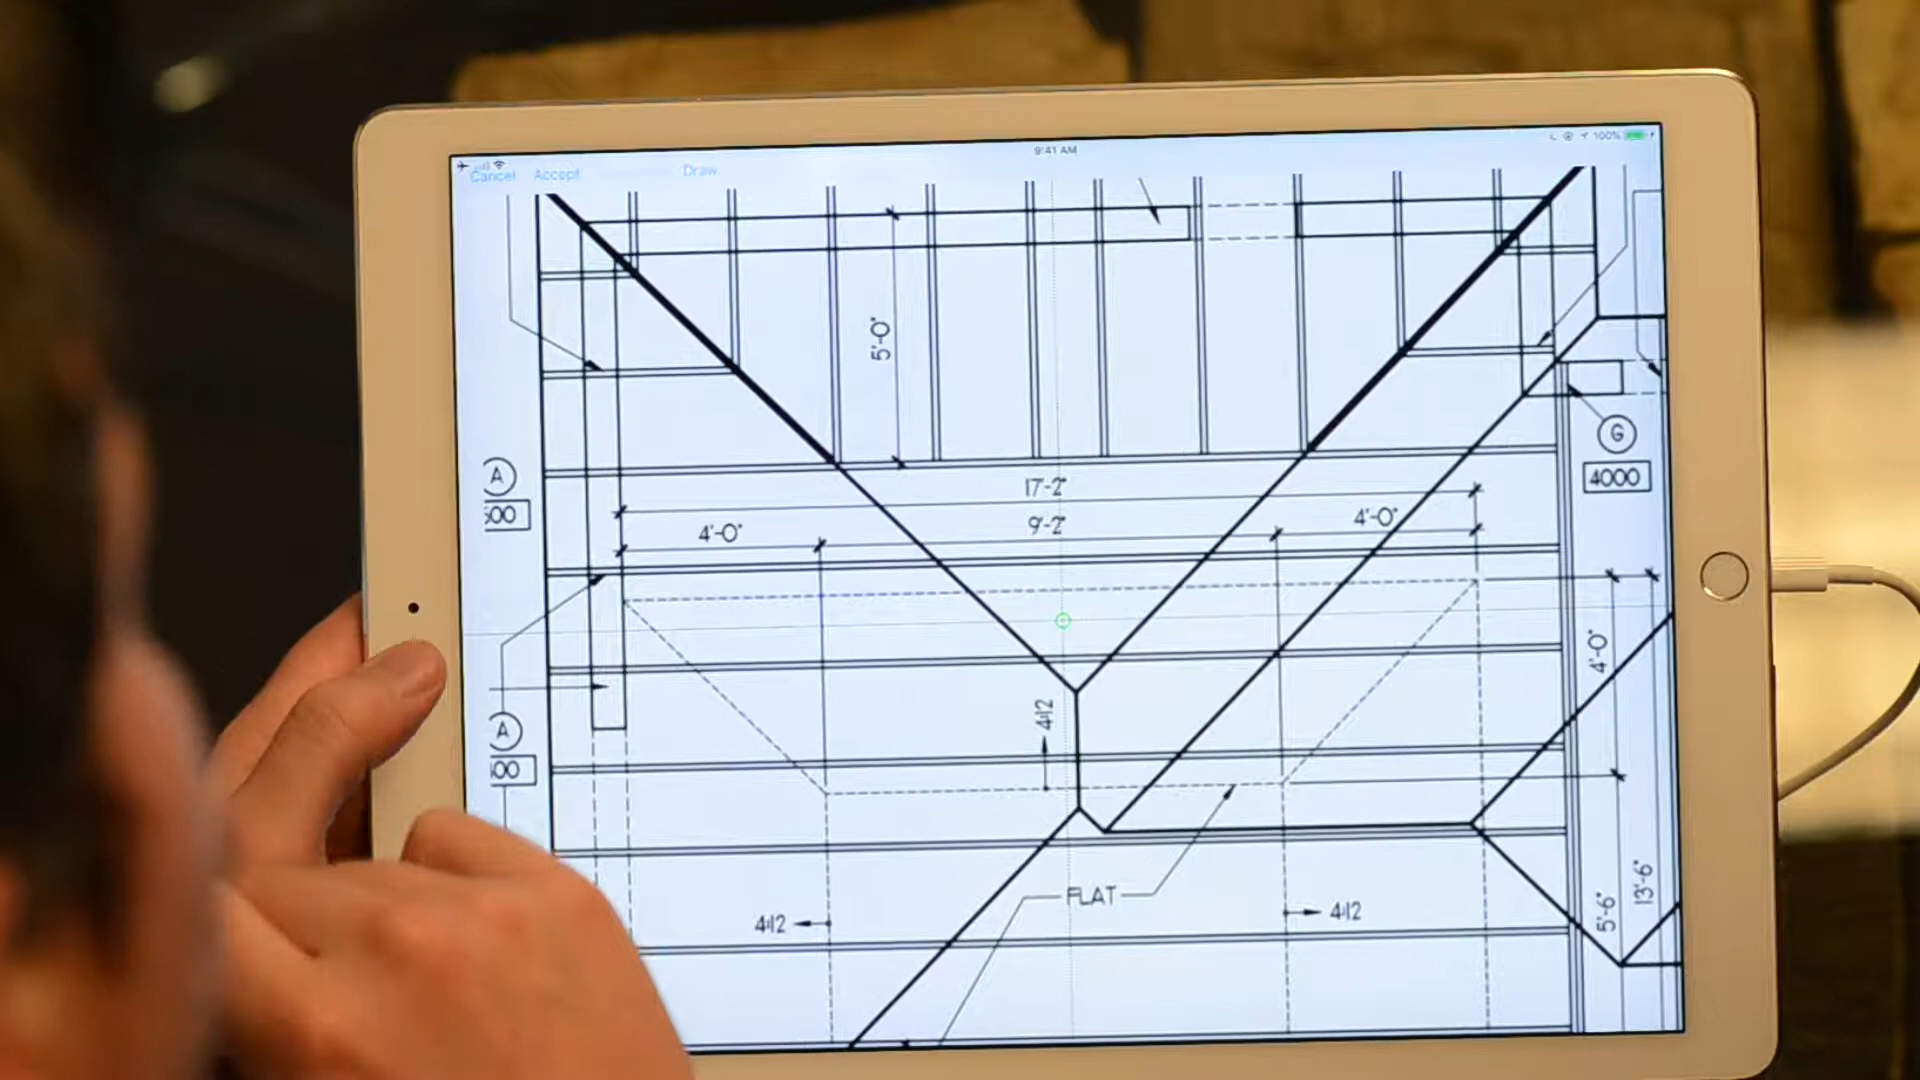 9:41 AM
100%
Cancel Accept Draw
5'-0"
G
A
4000
17'-2"
9'-2"
4'-0"
4'-0"
4'-0"
4:12
A
FLAT
4:12
4:12
5'-6"
13'-6"